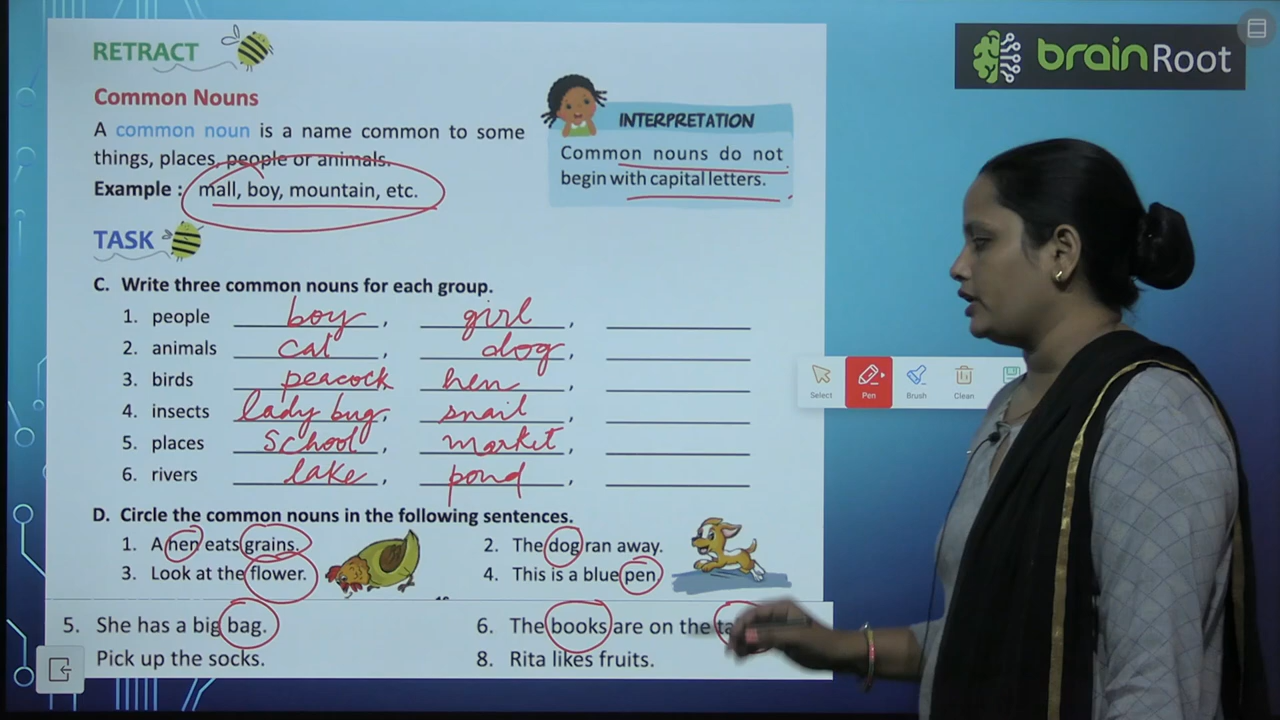 RETRACT
brainRoot
Common Nouns
A common noun is a name common to some
things, places, people or animals.
Example : mall, boy, mountain, etc.
INTERPRETATION
Common nouns do not
begin with capital letters.
TASK
C. Write three common nouns for each group.
1. people boy, girl,
2. animals cat, dog,
3. birds peacock, hen,
4. insects lady bug, snail,
5. places School, market,
6. rivers lake, pond,
Select Pen Brush Clean
D. Circle the common nouns in the following sentences.
1. A hen eats grains. 2. The dog ran away.
3. Look at the flower. 4. This is a blue pen
5. She has a big bag. 6. The books are on the
Pick up the socks. 8. Rita likes fruits.